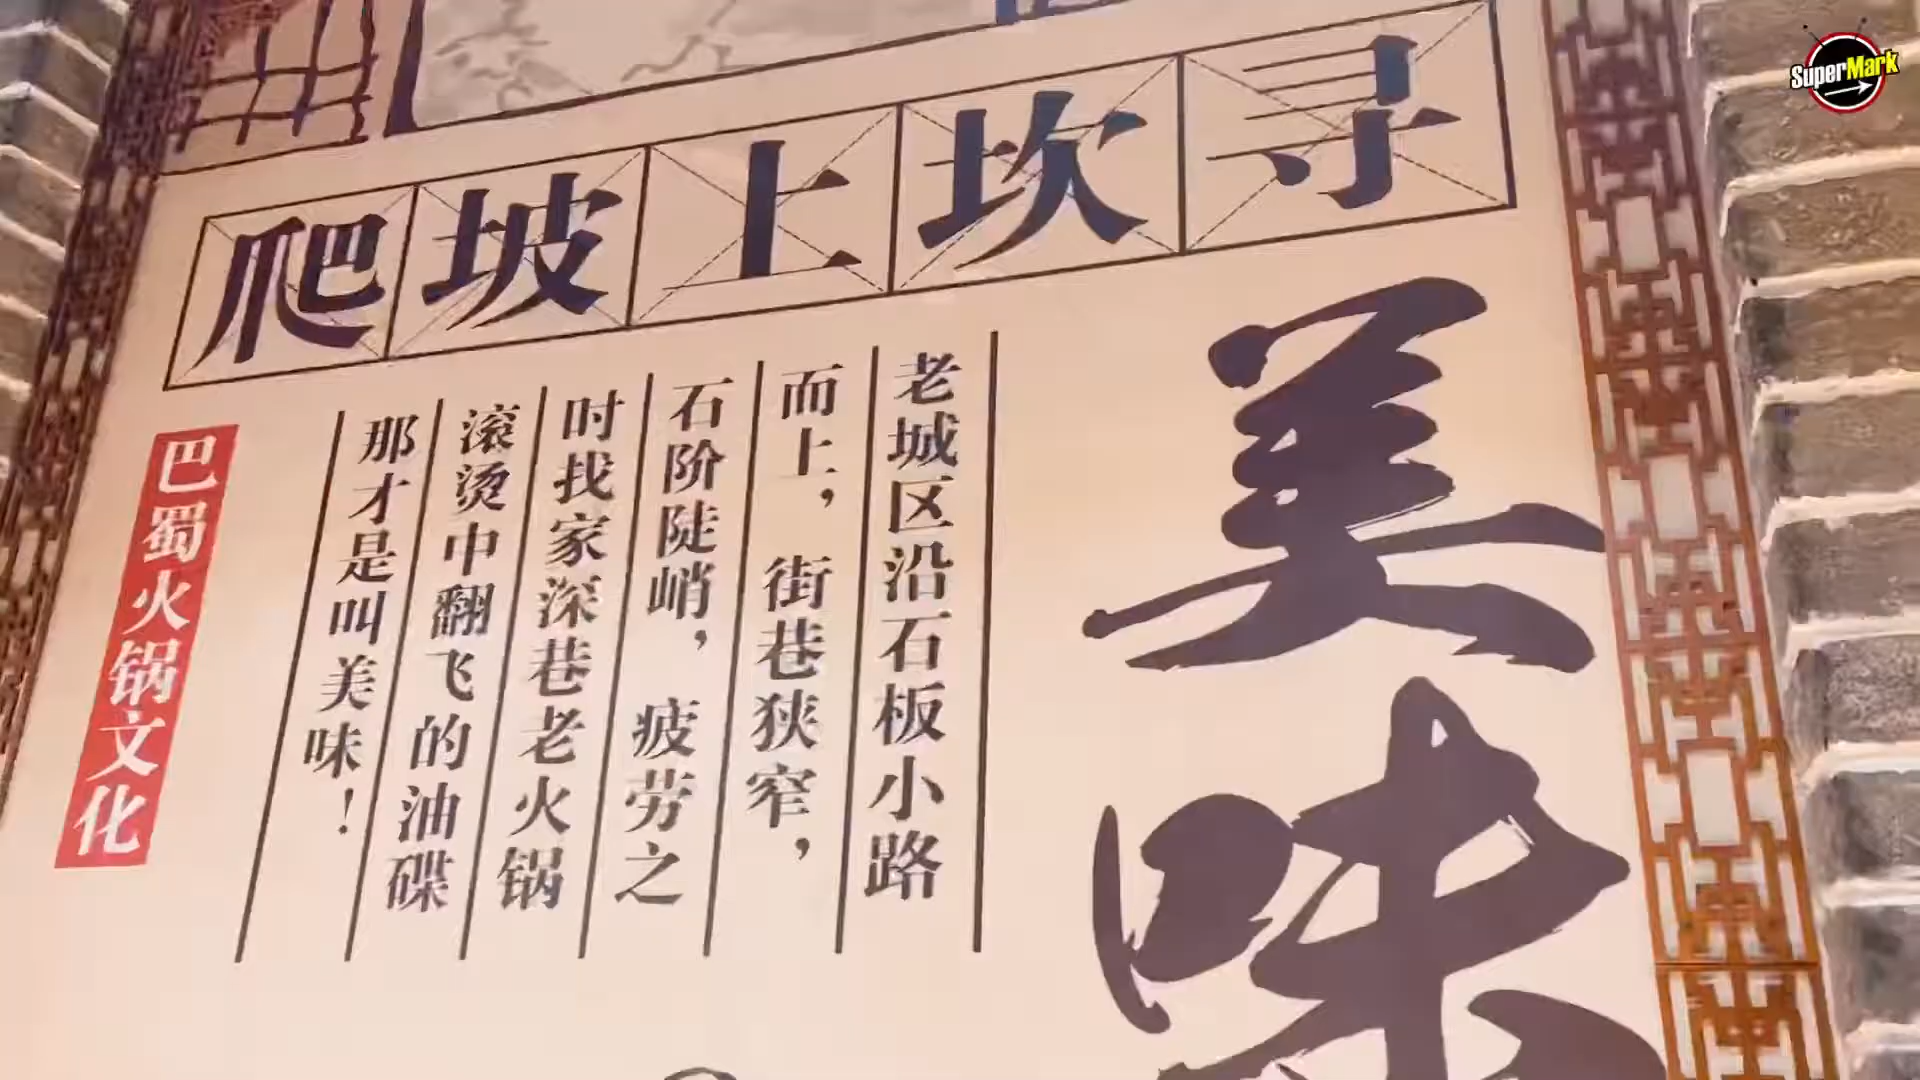 SuperMark
爬坡上坎寻
美味
老城区沿石板小路
而上，街巷狭窄，
石阶陡峭，疲劳之
时找家深巷老火锅
滚烫中翻飞的油碟
那才是叫美味！
巴蜀火锅文化